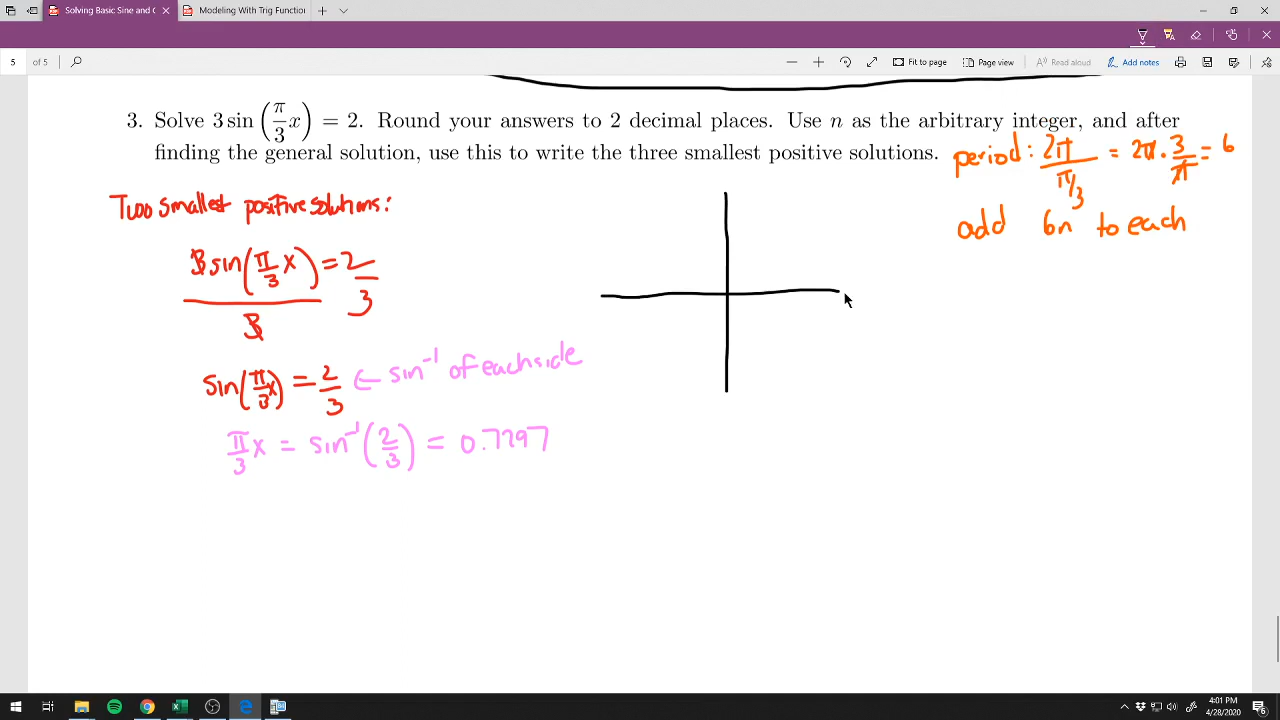 Solving Basic Sine and C
Modeling With Trig Function
5 of 5
Fit to page
Page view
Read aloud
Add notes
3. Solve 3 sin (π/3 x) = 2. Round your answers to 2 decimal places. Use n as the arbitrary integer, and after
finding the general solution, use this to write the three smallest positive solutions.
period: 2π/(π/3) = 2π · 3/π = 6
add 6n to each
Two smallest positive solutions:
3 sin(π/3 x)/3 = 2/3
sin(π/3 x) = 2/3 ← sin⁻¹ of each side
π/3 x = sin⁻¹(2/3) = 0.7297
4:01 PM
4/28/2020